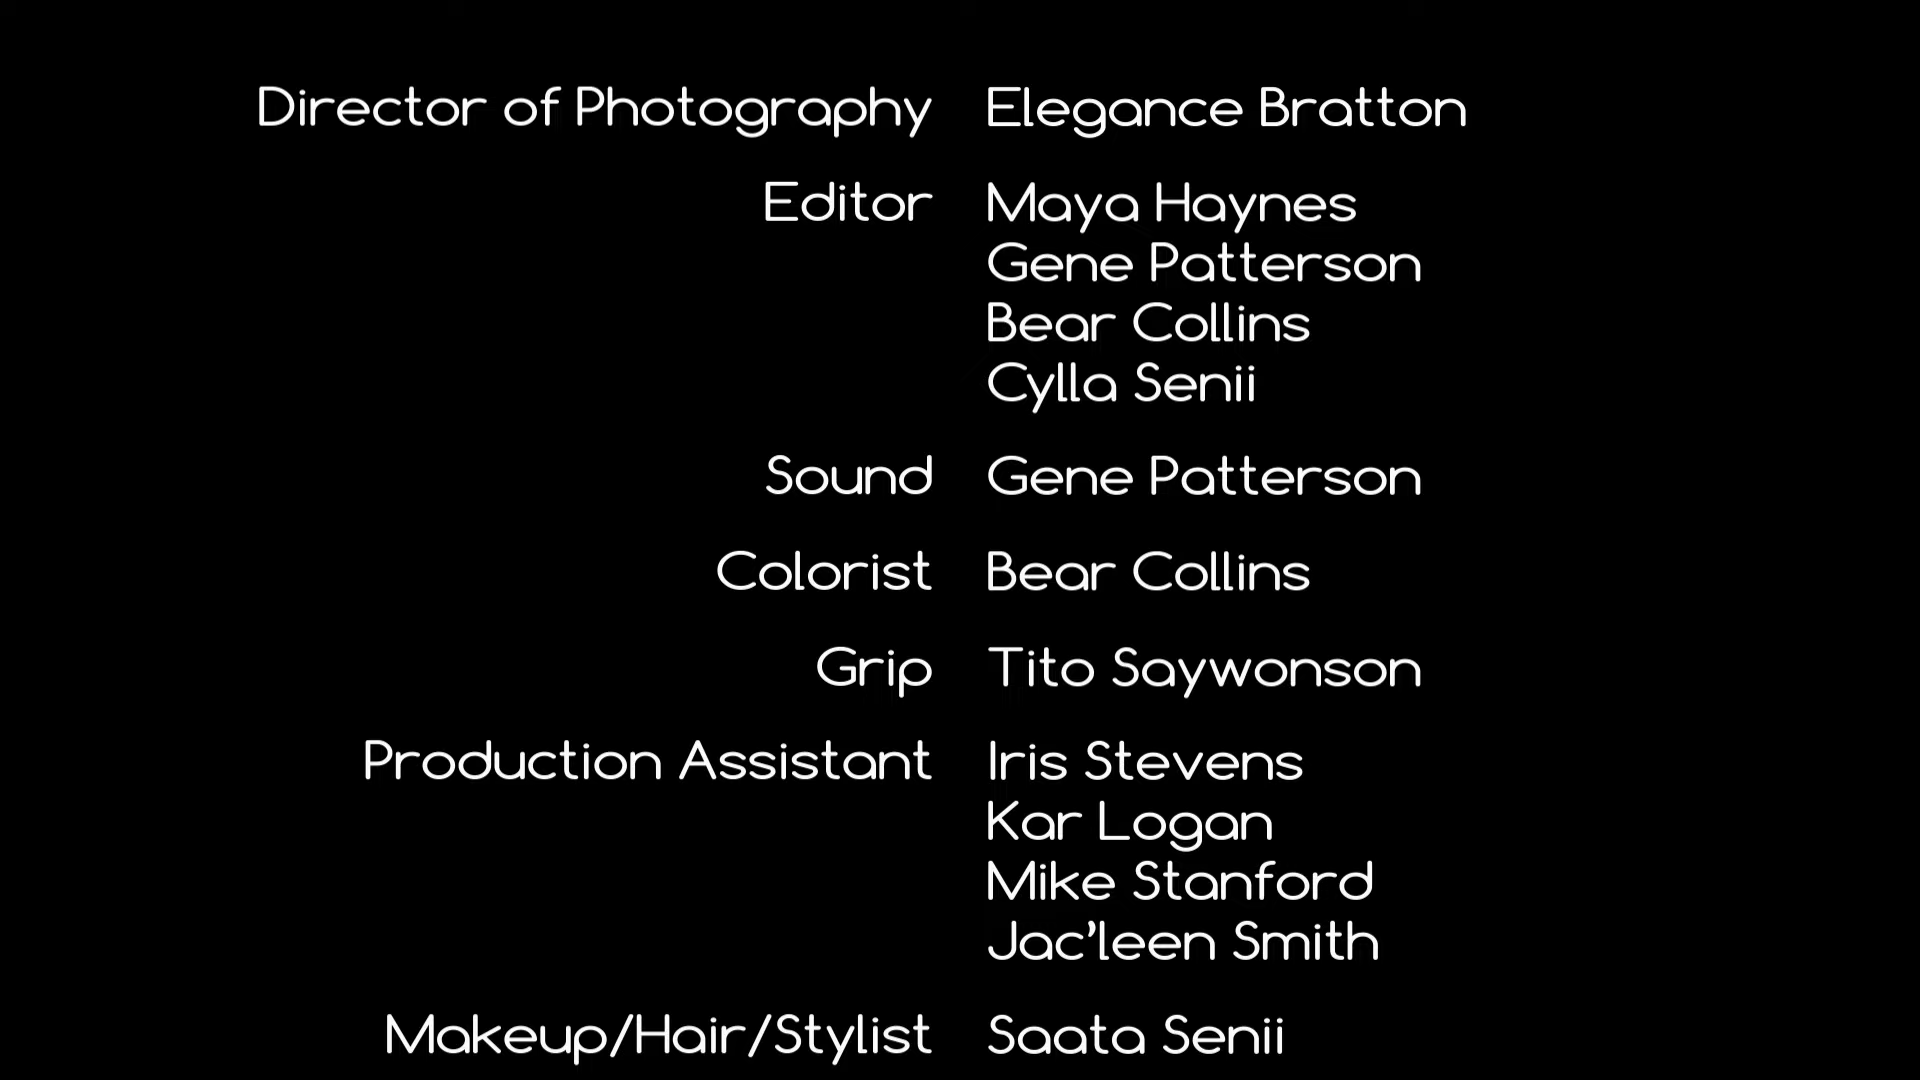 Director of Photography Elegance Bratton
Editor Maya Haynes
Gene Patterson
Bear Collins
Cylla Senii
Sound Gene Patterson
Colorist Bear Collins
Grip Tito Saywonson
Production Assistant Iris Stevens
Kar Logan
Mike Stanford
Jac’leen Smith
Makeup/Hair/Stylist Saata Senii